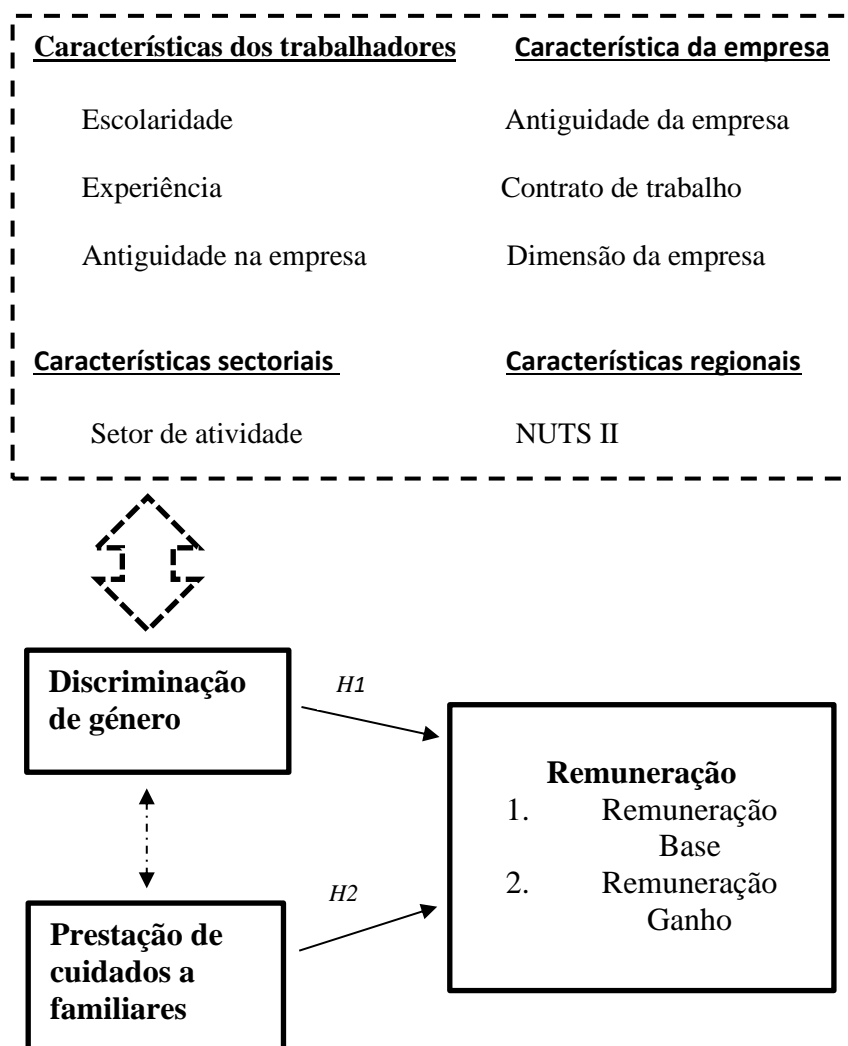 Características dos trabalhadores
Característica da empresa
Escolaridade
Antiguidade da empresa
Experiência
Contrato de trabalho
Antiguidade na empresa
Dimensão da empresa
Características sectoriais
Características regionais
Setor de atividade
NUTS II
Discriminação
de género
H1
Remuneração
1. Remuneração
Base
2. Remuneração
Ganho
H2
Prestação de
cuidados a
familiares